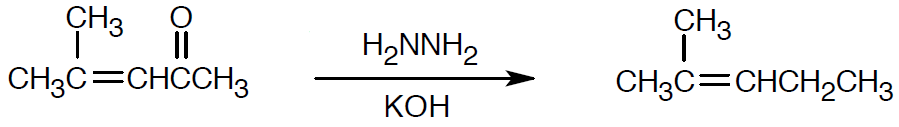 CH₃ O
CH₃C=CHCCH₃
H₂NNH₂
KOH
CH₃
CH₃C=CHCH₂CH₃